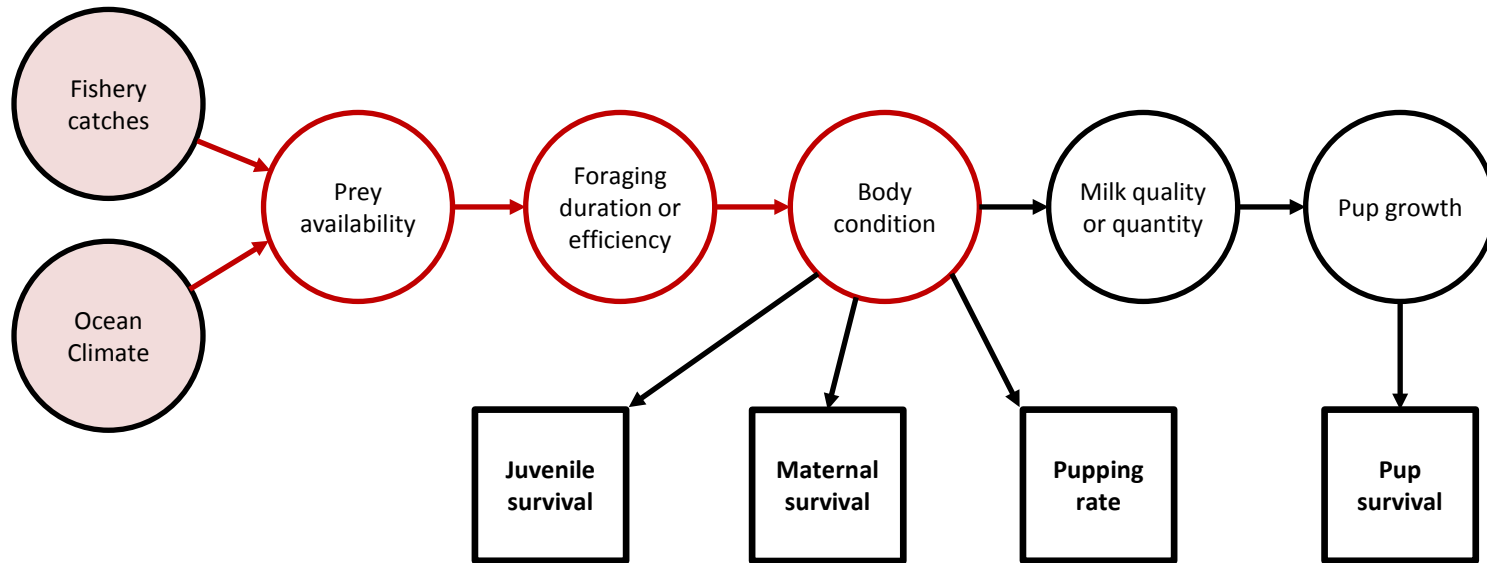 Fishery
catches
Ocean
Climate
Prey
availability
Foraging
duration or
efficiency
Body
condition
Milk quality
or quantity
Pup growth
Juvenile
survival
Maternal
survival
Pupping
rate
Pup
survival